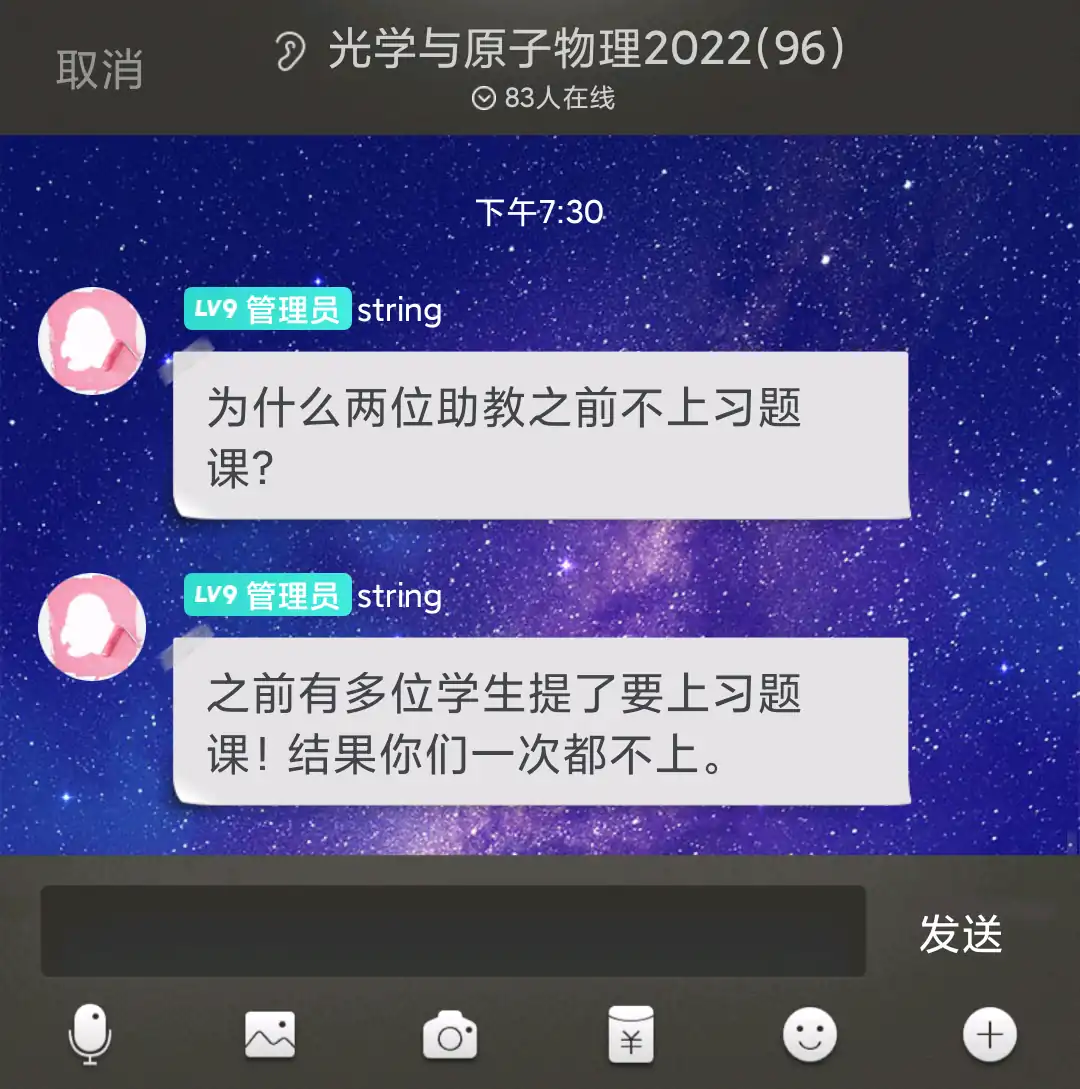 取消
光学与原子物理2022(96)
83人在线
下午7:30
LV9 管理员 string
为什么两位助教之前不上习题
课?
LV9 管理员 string
之前有多位学生提了要上习题
课！结果你们一次都不上。
发送
¥